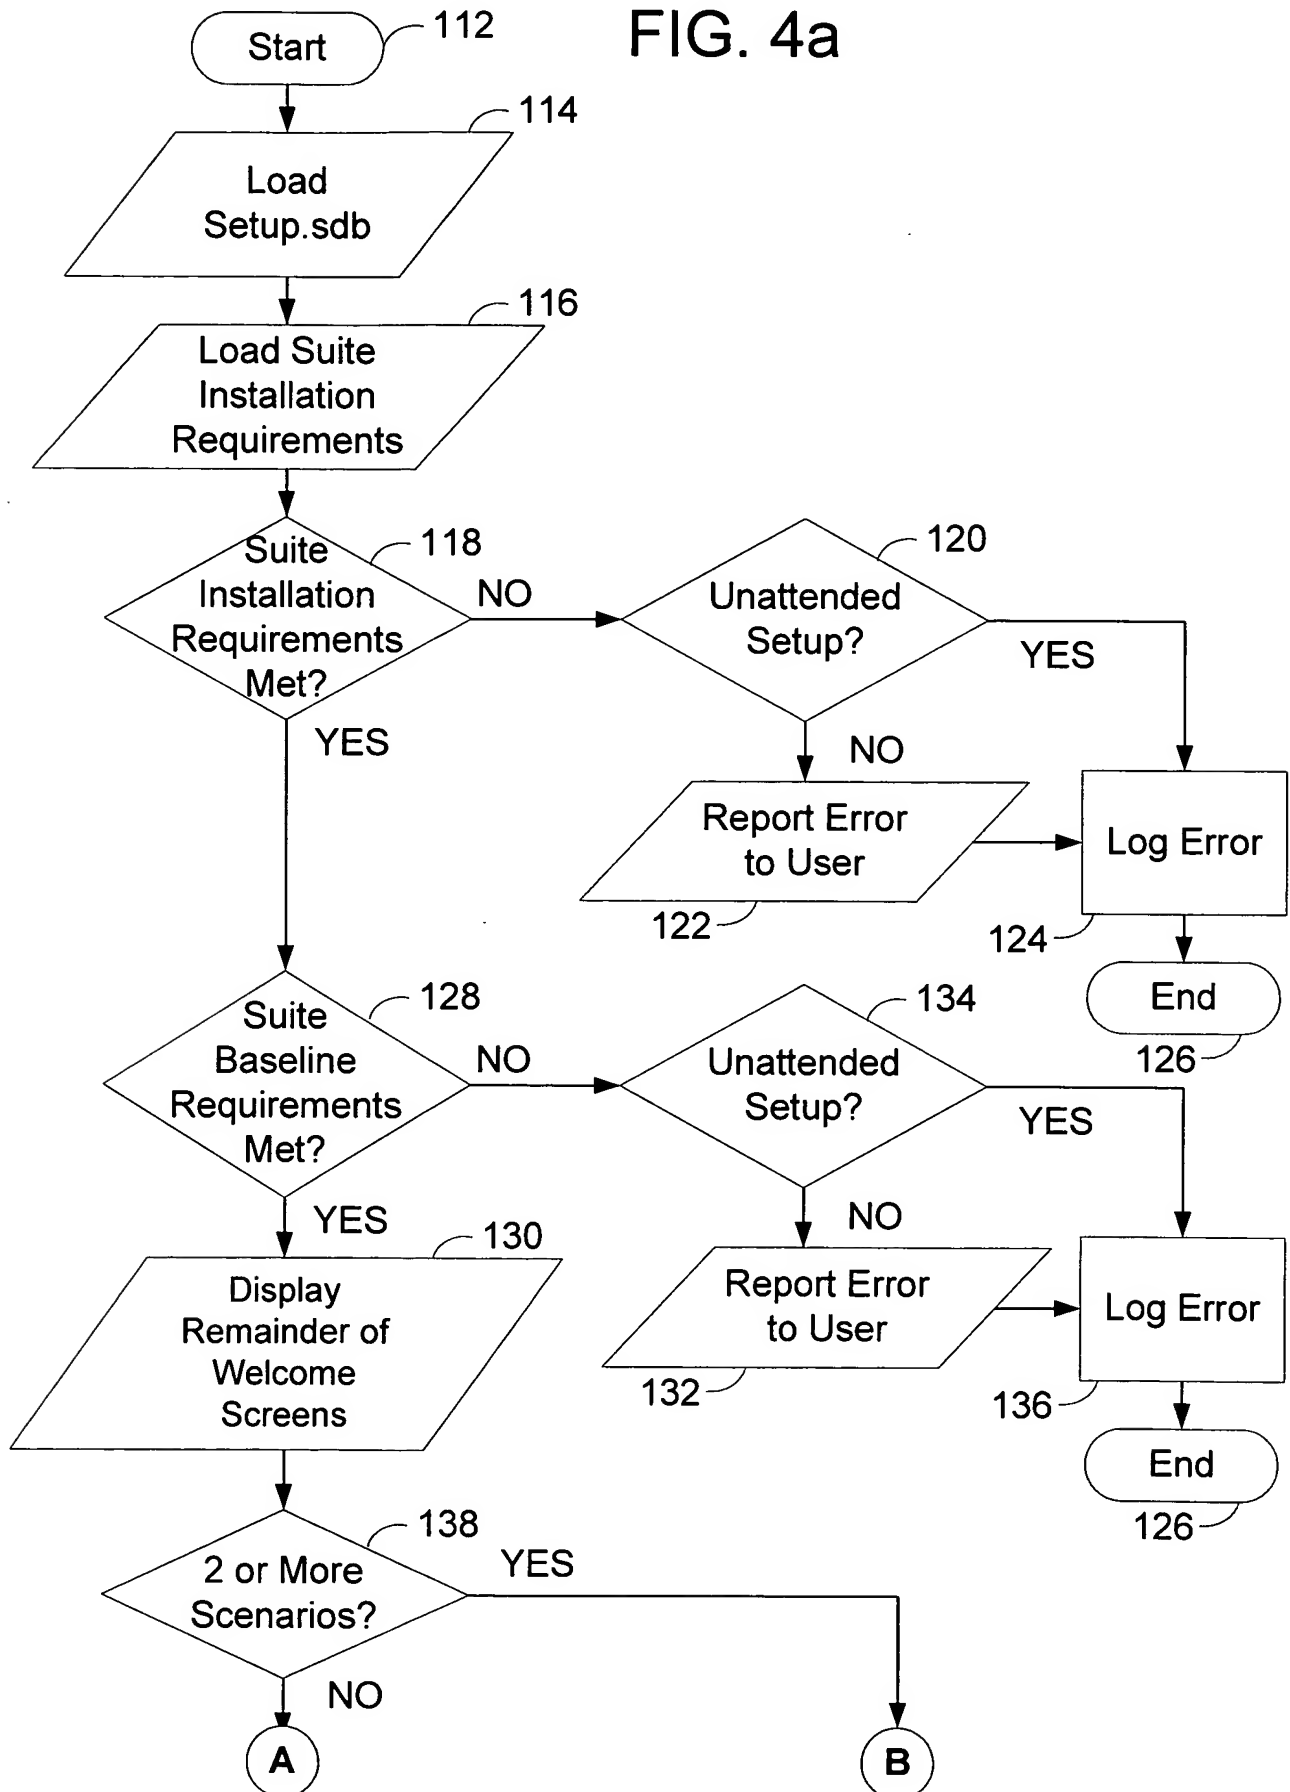 FIG. 4a
Start
112
114
Load
Setup.sdb
116
Load Suite
Installation
Requirements
118
Suite
Installation
Requirements
Met?
NO
YES
120
Unattended
Setup?
YES
NO
Report Error
to User
122
Log Error
124
End
126
128
Suite
Baseline
Requirements
Met?
NO
YES
134
Unattended
Setup?
YES
NO
Report Error
to User
132
Log Error
136
End
126
130
Display
Remainder of
Welcome
Screens
138
2 or More
Scenarios?
YES
NO
A
B